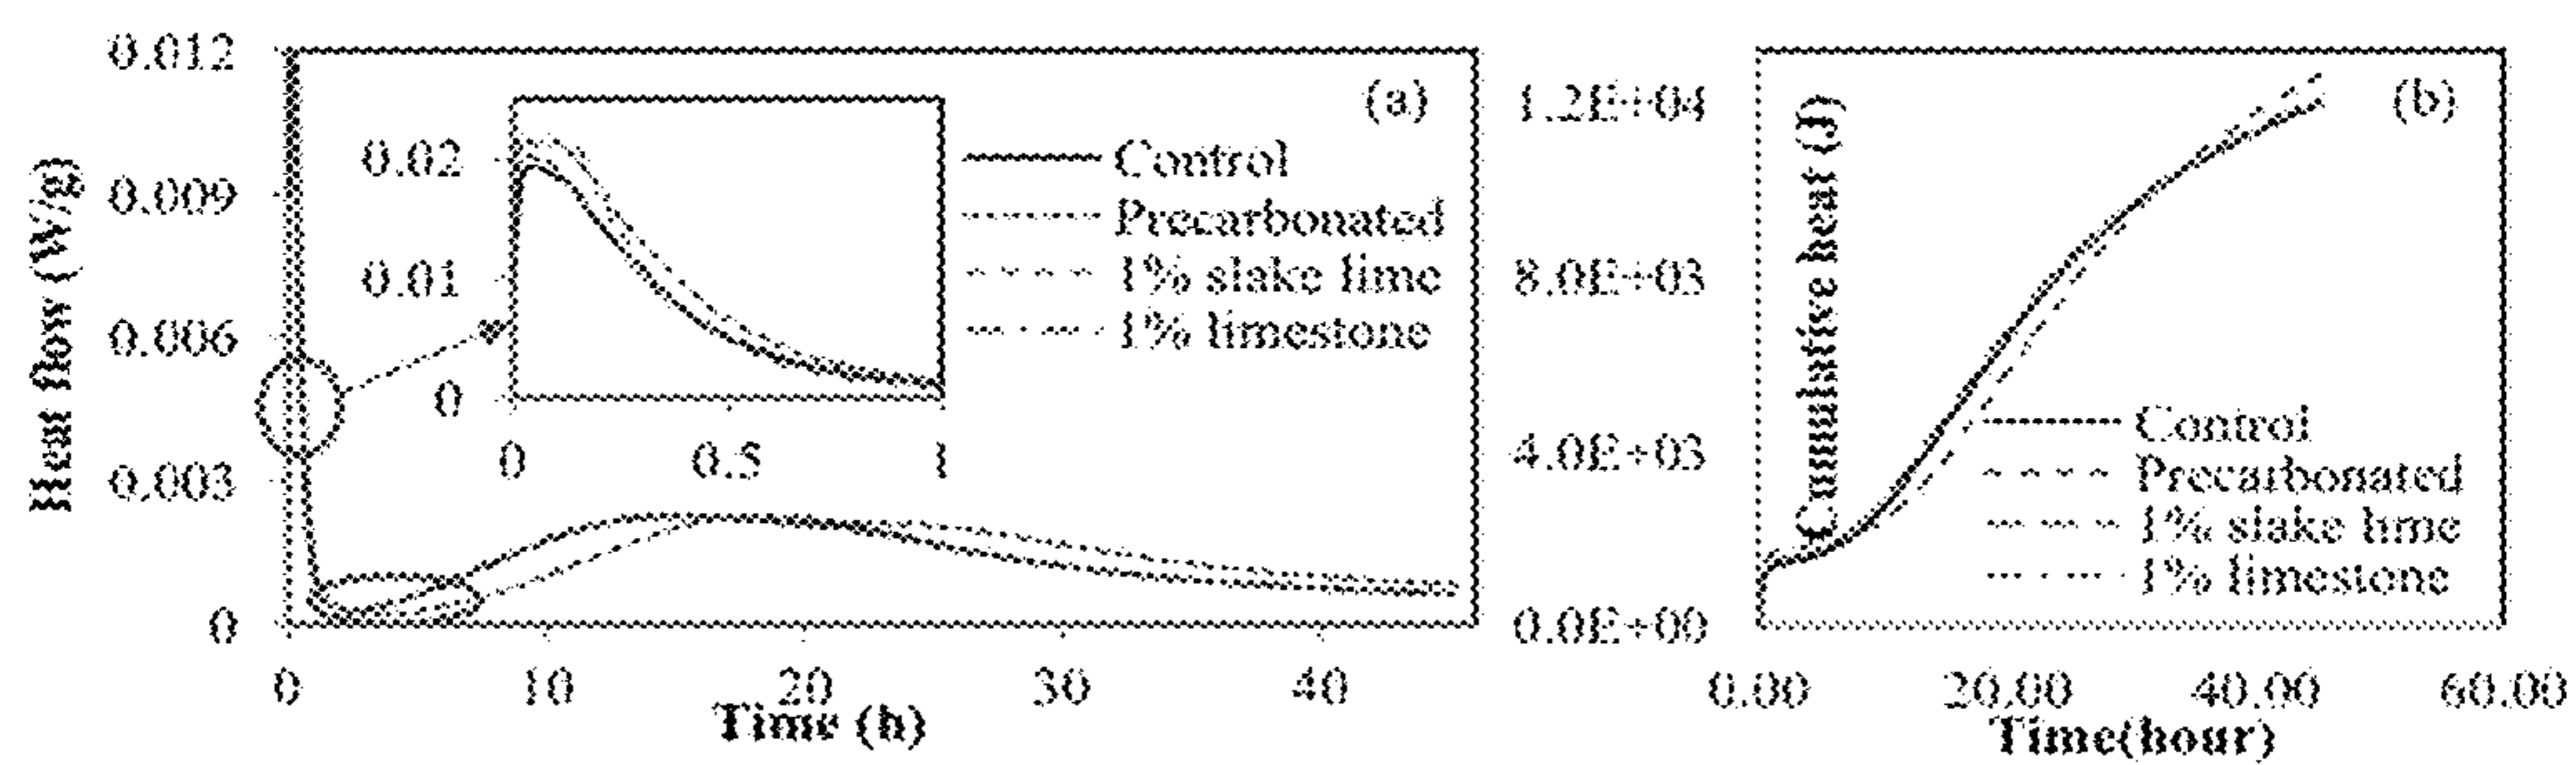 0.012
0.009
0.006
0.003
0
Heat flow (W/g)
0 10 20 30 40
Time (h)
(a)
0.02
0.01
0
0 0.5 1
Control
Precarbonated
1% slake lime
1% limestone
1.2E+04
8.0E+03
4.0E+03
0.0E+00
Cumulative heat (J)
(b)
Control
Precarbonated
1% slake lime
1% limestone
0.00 20.00 40.00 60.00
Time(hour)